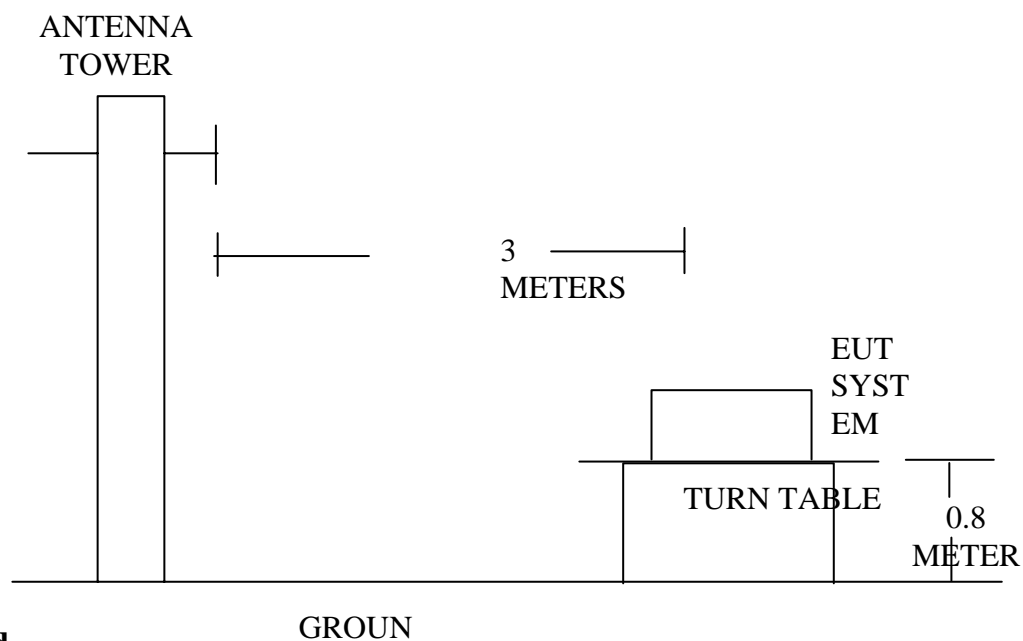 ANTENNA
TOWER
3
METERS
EUT
SYST
EM
TURN TABLE
0.8
METER
GROUN